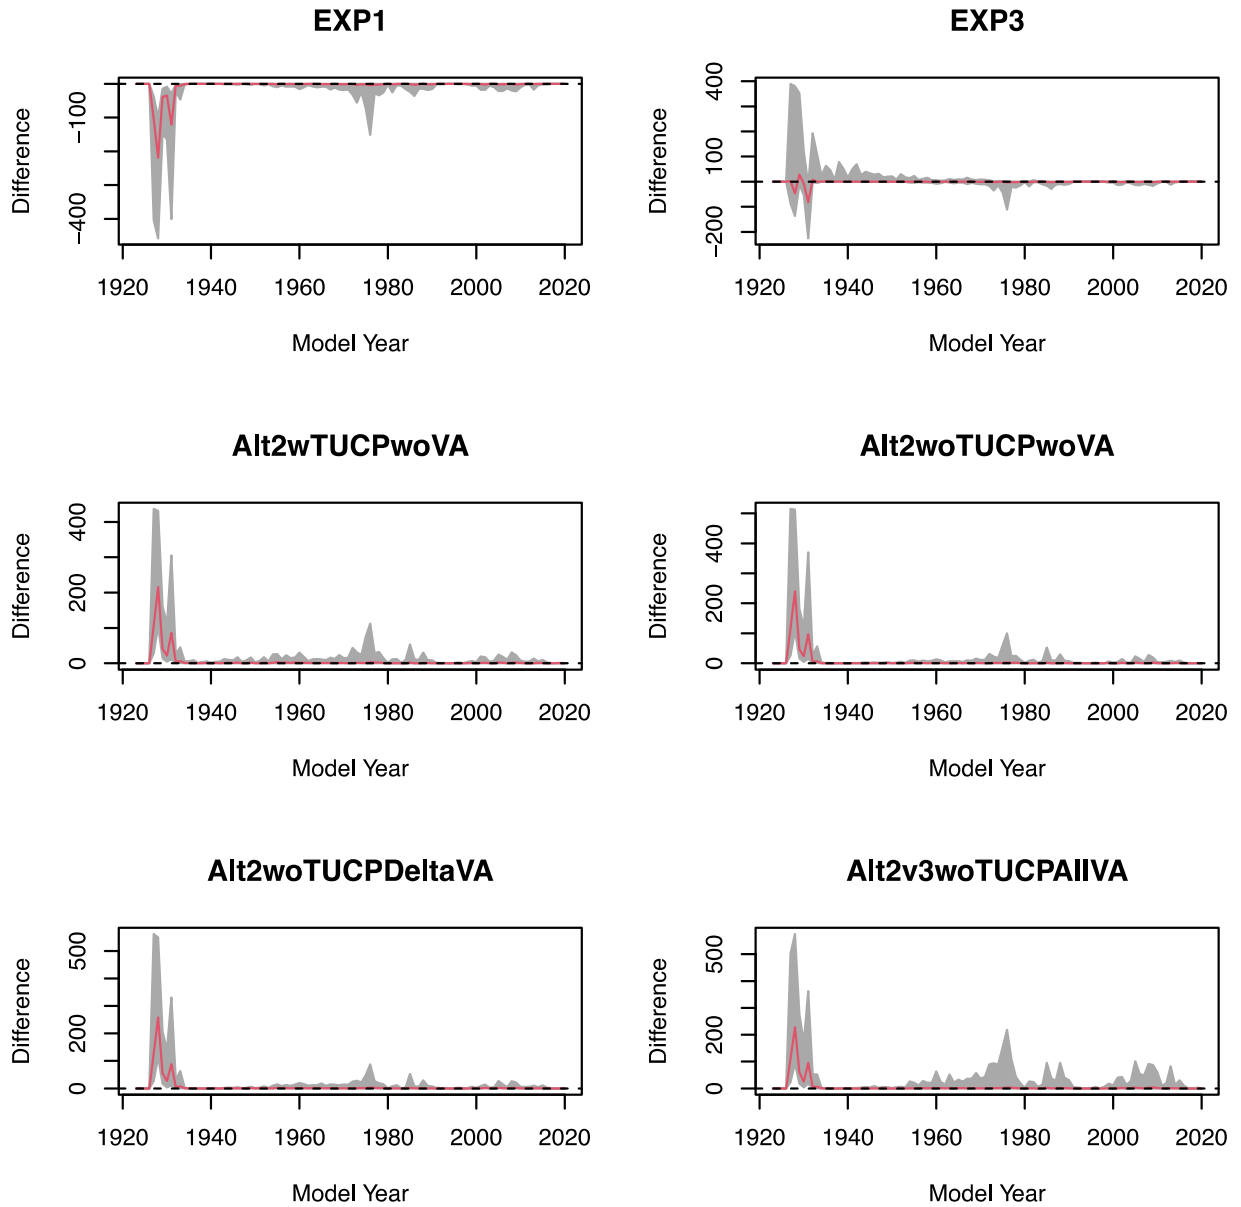 EXP1
EXP3
Difference
-400
-100
1920 1940 1960 1980 2000 2020
Model Year
Difference
-200
100
400
1920 1940 1960 1980 2000 2020
Model Year
Alt2wTUCPwoVA
Alt2woTUCPwoVA
Difference
0
200
400
1920 1940 1960 1980 2000 2020
Model Year
Difference
0
200
400
1920 1940 1960 1980 2000 2020
Model Year
Alt2woTUCPDeltaVA
Alt2v3woTUCPAllVA
Difference
0
200
500
1920 1940 1960 1980 2000 2020
Model Year
Difference
0
200
500
1920 1940 1960 1980 2000 2020
Model Year